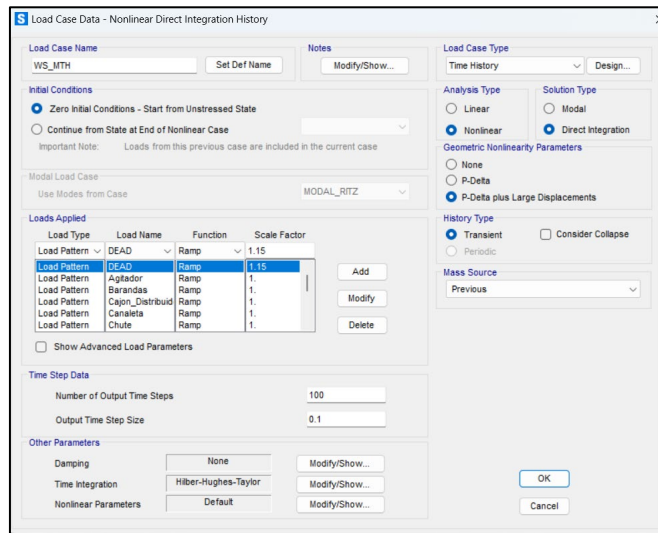 S Load Case Data - Nonlinear Direct Integration History
Load Case Name
WS_MTH
Set Def Name
Notes
Modify/Show...
Load Case Type
Time History
Design...
Initial Conditions
Zero Initial Conditions - Start from Unstressed State
Continue from State at End of Nonlinear Case
Important Note: Loads from this previous case are included in the current case
Analysis Type
Linear
Nonlinear
Solution Type
Modal
Direct Integration
Geometric Nonlinearity Parameters
None
P-Delta
P-Delta plus Large Displacements
Modal Load Case
Use Modes from Case
MODAL_RITZ
History Type
Transient
Consider Collapse
Periodic
Loads Applied
Load Type Load Name Function Scale Factor
Load Pattern DEAD Ramp 1.15
Load Pattern DEAD Ramp 1.15
Load Pattern Agitador Ramp 1.
Load Pattern Barandas Ramp 1.
Load Pattern Cajon_Distribuid Ramp 1.
Load Pattern Canaleta Ramp 1.
Load Pattern Chute Ramp 1.
Add
Modify
Delete
Show Advanced Load Parameters
Mass Source
Previous
Time Step Data
Number of Output Time Steps 100
Output Time Step Size 0.1
Other Parameters
Damping None Modify/Show...
Time Integration Hilber-Hughes-Taylor Modify/Show...
Nonlinear Parameters Default Modify/Show...
OK
Cancel